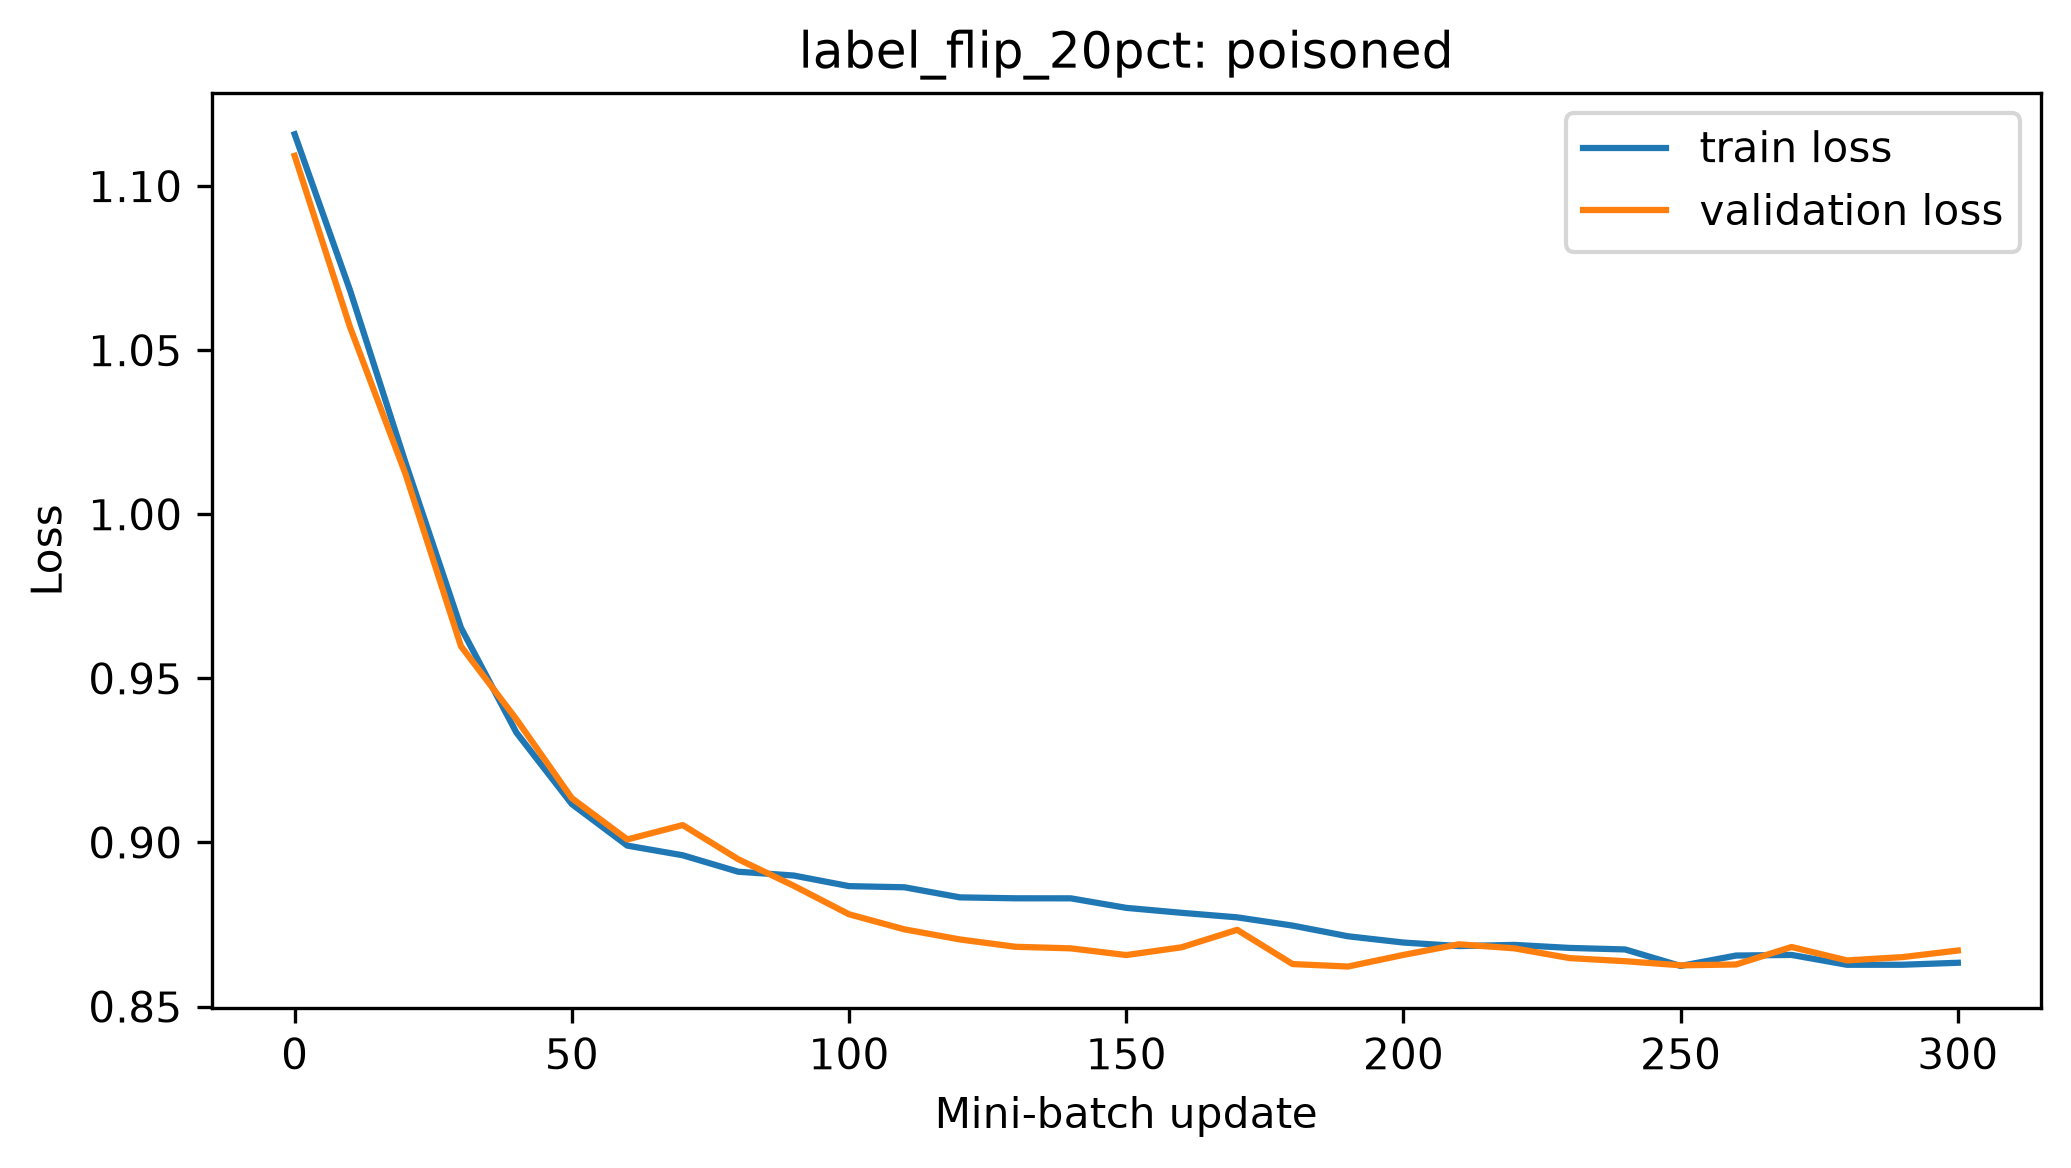 label_flip_20pct: poisoned
train loss
validation loss
1.10
1.05
1.00
0.95
0.90
0.85
Loss
0 50 100 150 200 250 300
Mini-batch update